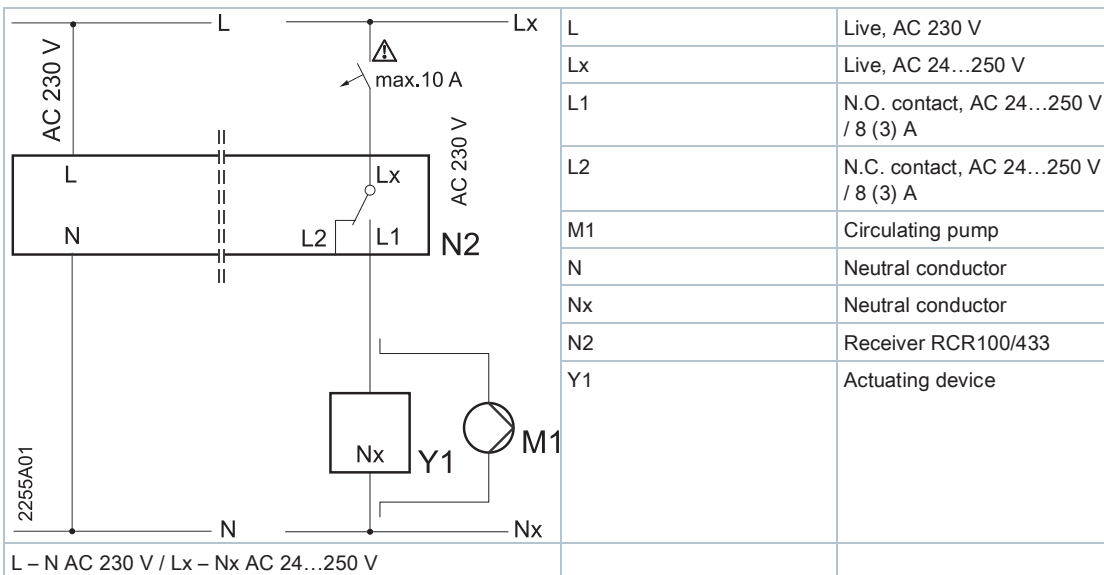 L
Lx
AC 230 V
⚠
max.10 A
AC 230 V
L
Lx
N
L2
L1
N2
Nx
Y1
M1
2255A01
N
Nx
L – N AC 230 V / Lx – Nx AC 24…250 V
L Live, AC 230 V
Lx Live, AC 24…250 V
L1 N.O. contact, AC 24…250 V
/ 8 (3) A
L2 N.C. contact, AC 24…250 V
/ 8 (3) A
M1 Circulating pump
N Neutral conductor
Nx Neutral conductor
N2 Receiver RCR100/433
Y1 Actuating device